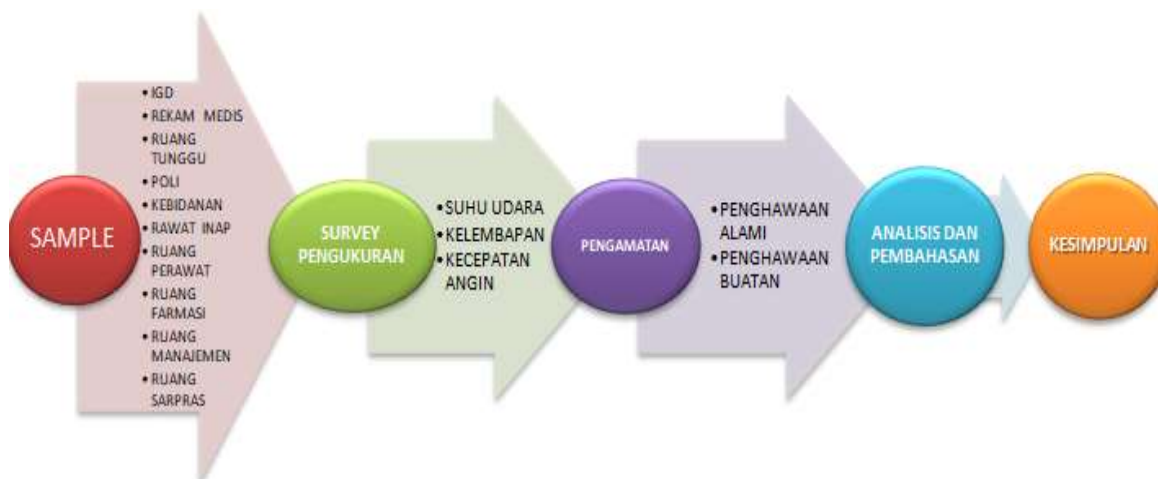 SAMPLE
• IGD
• REKAM MEDIS
• RUANG
TUNGGU
• POLI
• KEBIDANAN
• RAWAT INAP
• RUANG
PERAWAT
• RUANG
FARMASI
• RUANG
MANAJEMEN
• RUANG
SARPRAS
SURVEY
PENGUKURAN
• SUHU UDARA
• KELEMBAPAN
• KECEPATAN
ANGIN
PENGAMATAN
• PENGHAWAAN
ALAMI
• PENGHAWAAN
BUATAN
ANALISIS DAN
PEMBAHASAN
KESIMPULAN